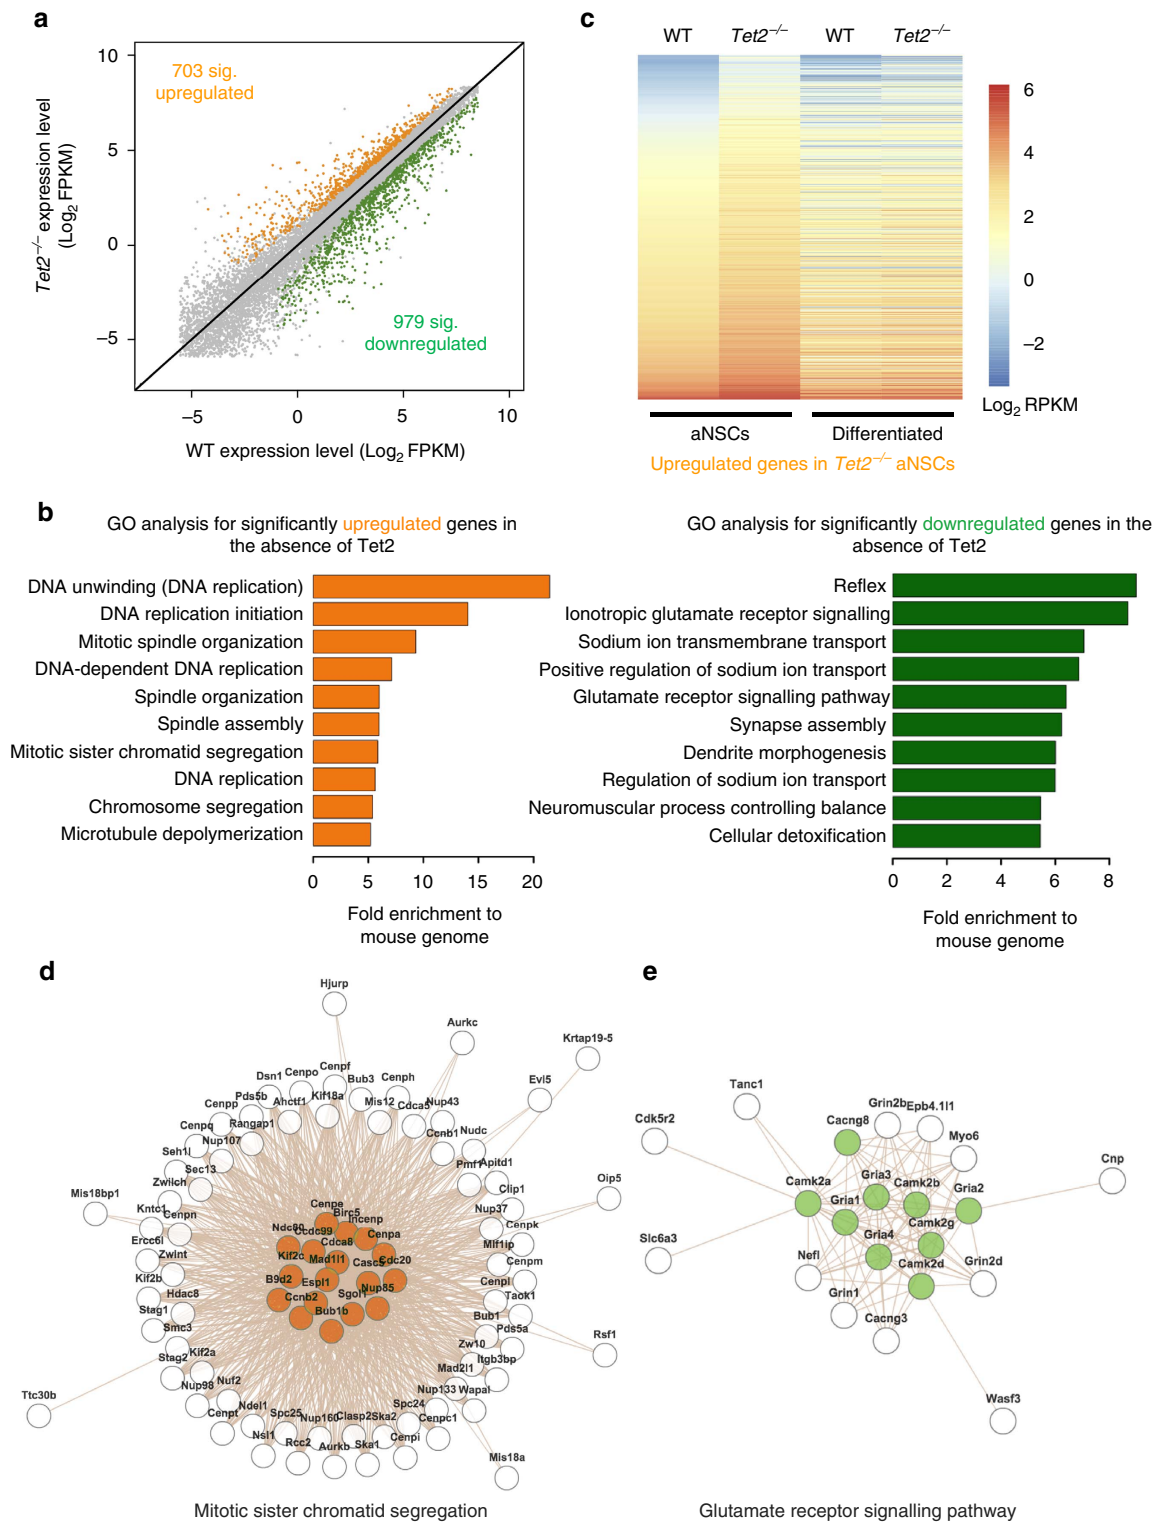 a
703 sig.
upregulated
979 sig.
downregulated
10
5
0
−5
−5
0
5
10
Tet2−/− expression level
(Log2 FPKM)
WT expression level (Log2 FPKM)
c
WT
Tet2−/−
WT
Tet2−/−
6
4
2
0
−2
Log2 RPKM
aNSCs
Differentiated
Upregulated genes in Tet2−/− aNSCs
b
GO analysis for significantly upregulated genes in
the absence of Tet2
DNA unwinding (DNA replication)
DNA replication initiation
Mitotic spindle organization
DNA-dependent DNA replication
Spindle organization
Spindle assembly
Mitotic sister chromatid segregation
DNA replication
Chromosome segregation
Microtubule depolymerization
0
5
10
15
20
Fold enrichment to
mouse genome
GO analysis for significantly downregulated genes in the
absence of Tet2
Reflex
Ionotropic glutamate receptor signalling
Sodium ion transmembrane transport
Positive regulation of sodium ion transport
Glutamate receptor signalling pathway
Synapse assembly
Dendrite morphogenesis
Regulation of sodium ion transport
Neuromuscular process controlling balance
Cellular detoxification
0
2
4
6
8
Fold enrichment to
mouse genome
d
Hjurp
Aurkc
Krtap19-5
Evi5
Cenpf
Cenpo
Dsn1
Bub3
Cenph
Pds5b
Ahctf1
Kif18a
Mis12
Cdca5
Nup43
Cenpp
Rangap1
Cenpq
Nup107
Ccnb1
Nudc
Seh1l
Sec13
Pmf1
Apitd1
Zwilch
Clip1
Oip5
Mis18bp1
Kntc1
Cenpn
Nup37
Cenpk
Ercc6l
Zwint
Mlf1ip
Cenpm
Kif2b
Hdac8
Cenpl
Taok1
Stag1
Smc3
Bub1
Pds5a
Rsf1
Stag2
Kif2a
Zw10
Itgb3bp
Mad2l1
Nup98
Nuf2
Nup133
Wapal
Ttc30b
Cenpt
Ndel1
Spc25
Nup160
Clasp2
Ska2
Spc24
Cenpc1
Nsl1
Rcc2
Aurkb
Ska1
Cenpi
Mis18a
Cenpe
Birc5
Incenp
Ndc80
Ccdc99
Cdca8
Cenpa
Kif2c
Mad1l1
Casc5
Cdc20
B9d2
Espl1
Nup85
Ccnb2
Sgol1
Bub1b
Mitotic sister chromatid segregation
e
Tanc1
Cdk5r2
Cacng8
Grin2b
Epb4.1l1
Myo6
Cnp
Camk2a
Gria3
Camk2b
Gria2
Gria1
Camk2g
Gria4
Slc6a3
Nefl
Camk2d
Grin2d
Grin1
Cacng3
Wasf3
Glutamate receptor signalling pathway